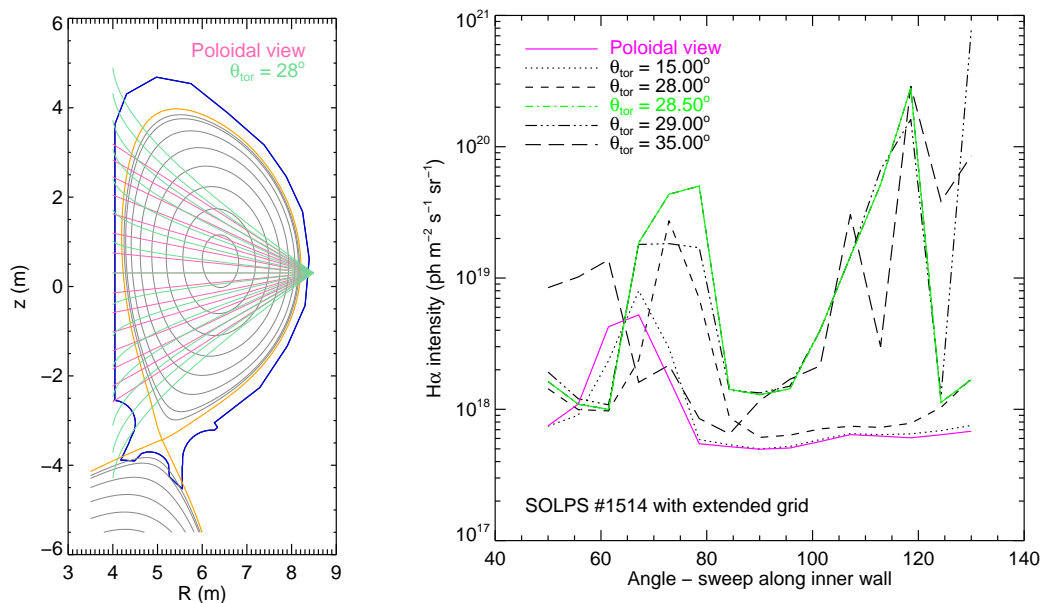 Poloidal view
θtor = 28°
6
4
2
0
−2
−4
−6
z (m)
3 4 5 6 7 8 9
R (m)
10²¹
10²⁰
10¹⁹
10¹⁸
10¹⁷
Hα intensity (ph m⁻² s⁻¹ sr⁻¹)
Poloidal view
θtor = 15.00°
θtor = 28.00°
θtor = 28.50°
θtor = 29.00°
θtor = 35.00°
SOLPS #1514 with extended grid
40 60 80 100 120 140
Angle − sweep along inner wall